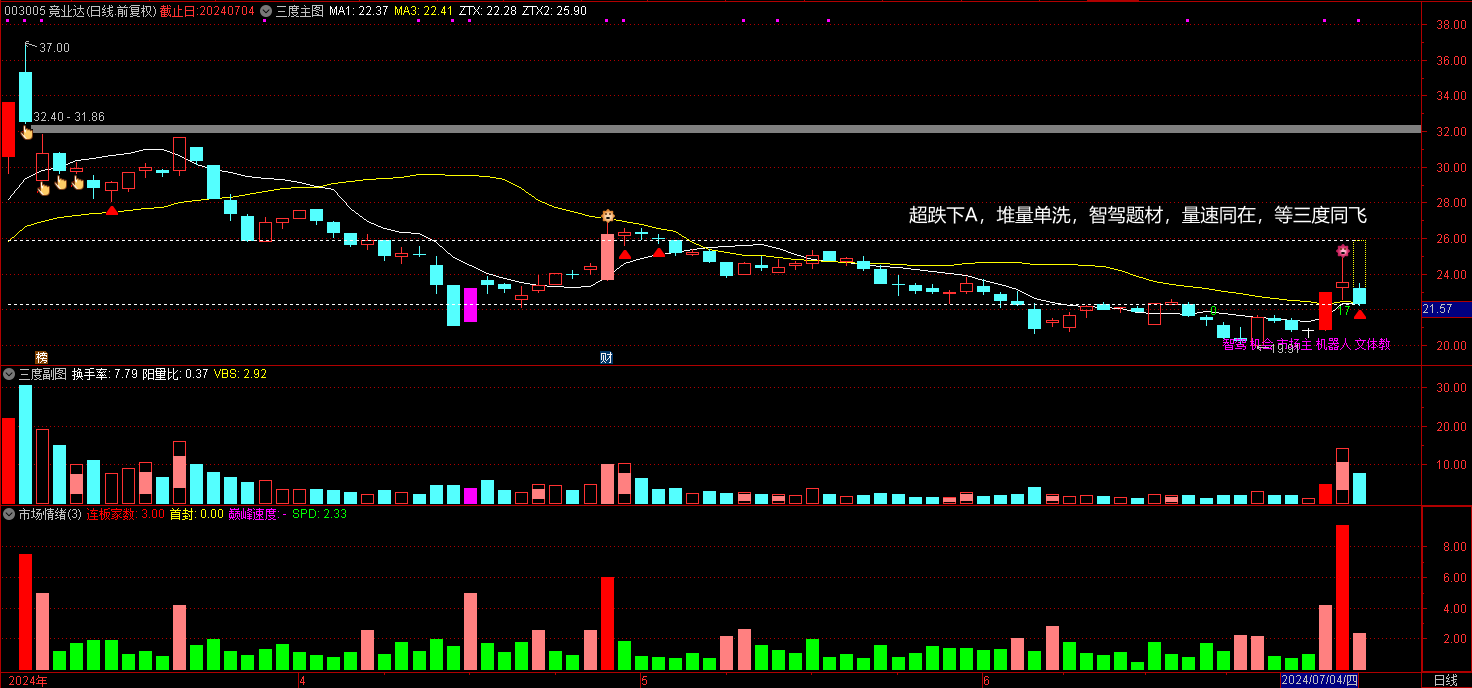 003005 竞业达(日线.前复权) 截止日:20240704 三度主图 MA1: 22.37 MA3: 22.41 ZTX: 22.28 ZTX2: 25.90
38.00
37.00
36.00
34.00
32.40 - 31.86
32.00
30.00
28.00
超跌下A，堆量单洗，智驾题材，量速同在，等三度同飞
26.00
24.00
17
21.57
智驾 机会 市场主 机器人 文体教
19.91
20.00
榜
财
三度副图 换手率: 7.79 阳量比: 0.37 VBS: 2.92
30.00
20.00
10.00
市场情绪(3) 连板家数: 3.00 首封: 0.00 巅峰速度: - SPD: 2.33
8.00
6.00
4.00
2.00
2024年 4 5 6 2024/07/04/四 日线